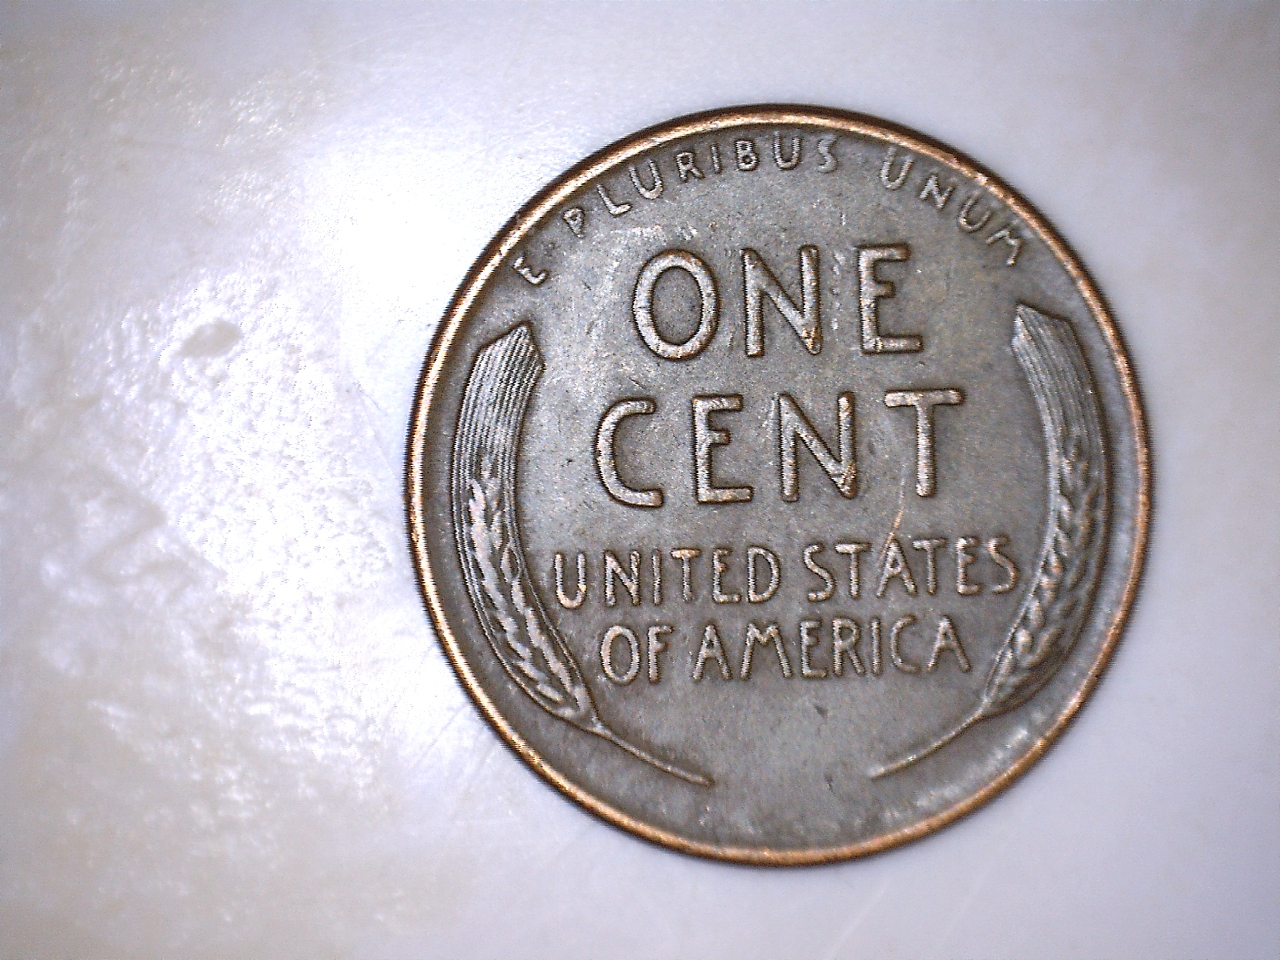 E PLURIBUS UNUM
ONE
CENT
UNITED STATES
OF AMERICA